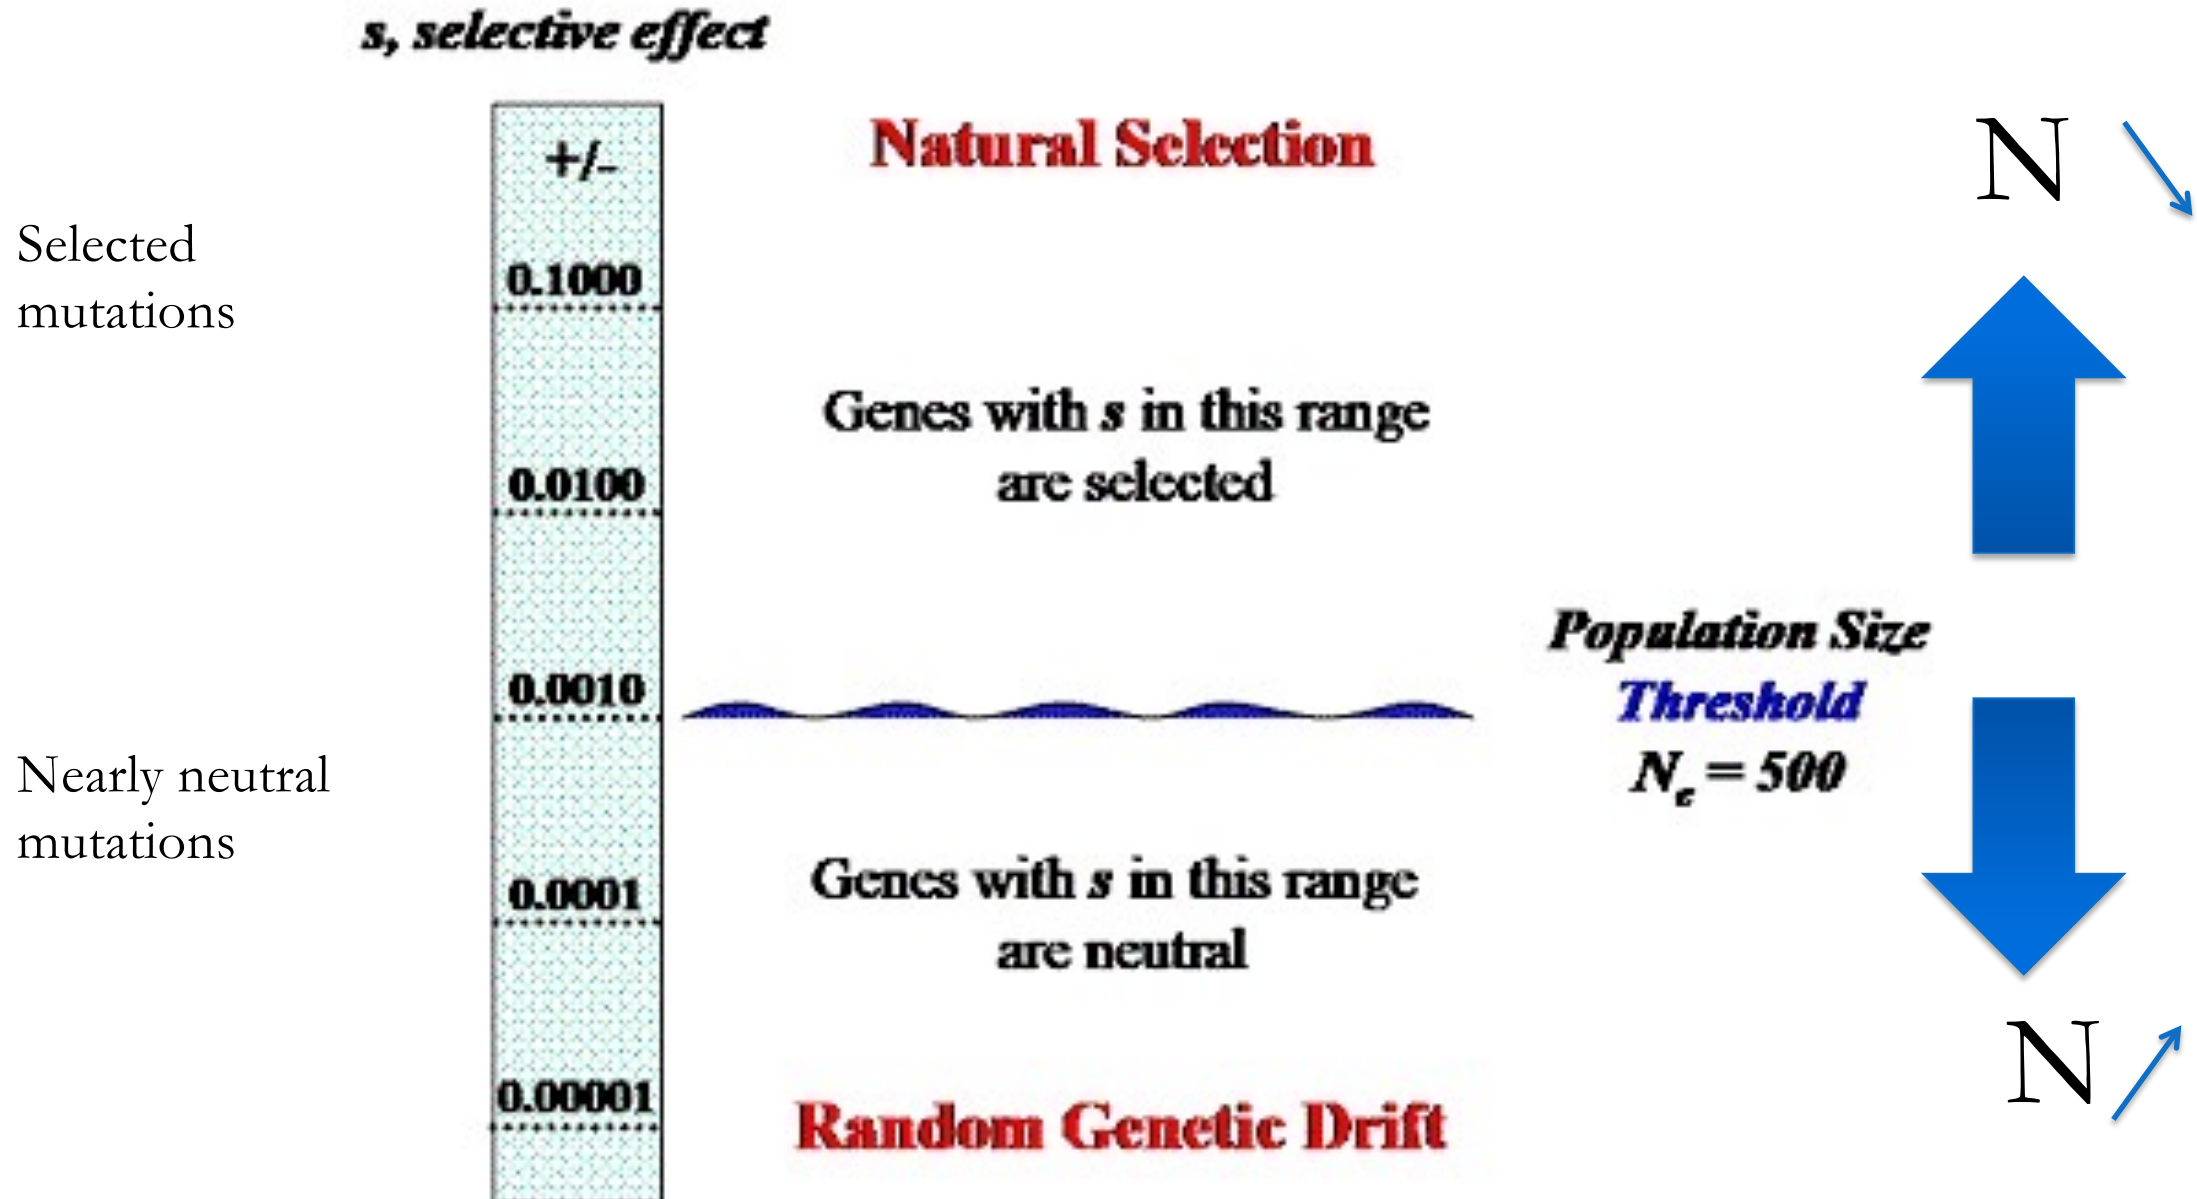 s, selective effect
+/-
Natural Selection
N
Selected
mutations
0.1000
Genes with s in this range
are selected
0.0100
Population Size
Threshold
Nₑ = 500
0.0010
Nearly neutral
mutations
0.0001
Genes with s in this range
are neutral
N
0.00001
Random Genetic Drift